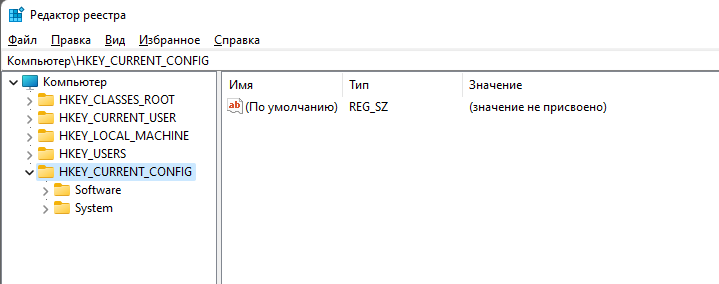 Редактор реестра
Файл Правка Вид Избранное Справка
Компьютер\HKEY_CURRENT_CONFIG
Компьютер
HKEY_CLASSES_ROOT
HKEY_CURRENT_USER
HKEY_LOCAL_MACHINE
HKEY_USERS
HKEY_CURRENT_CONFIG
Software
System
Имя Тип Значение
ab (По умолчанию) REG_SZ (значение не присвоено)